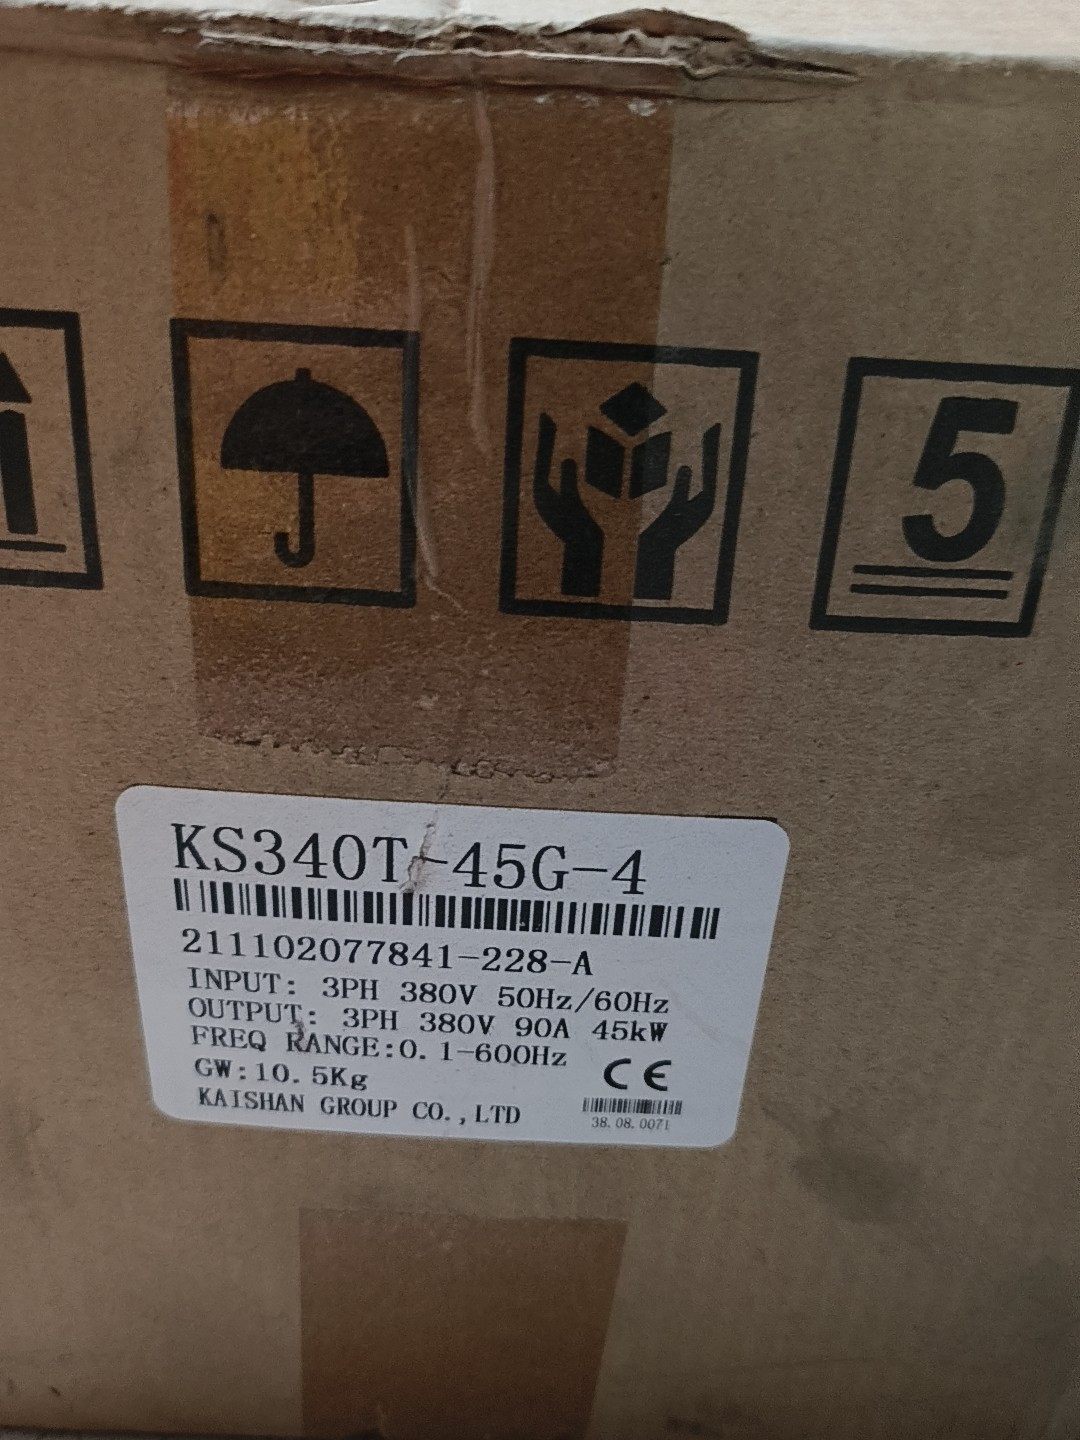 5
KS340T-45G-4
211102077841-228-A
INPUT: 3PH 380V 50Hz/60Hz
OUTPUT: 3PH 380V 90A 45kW
FREQ RANGE:0.1-600Hz
GW:10.5Kg
CE
KAISHAN GROUP CO.,LTD
38.08.0071